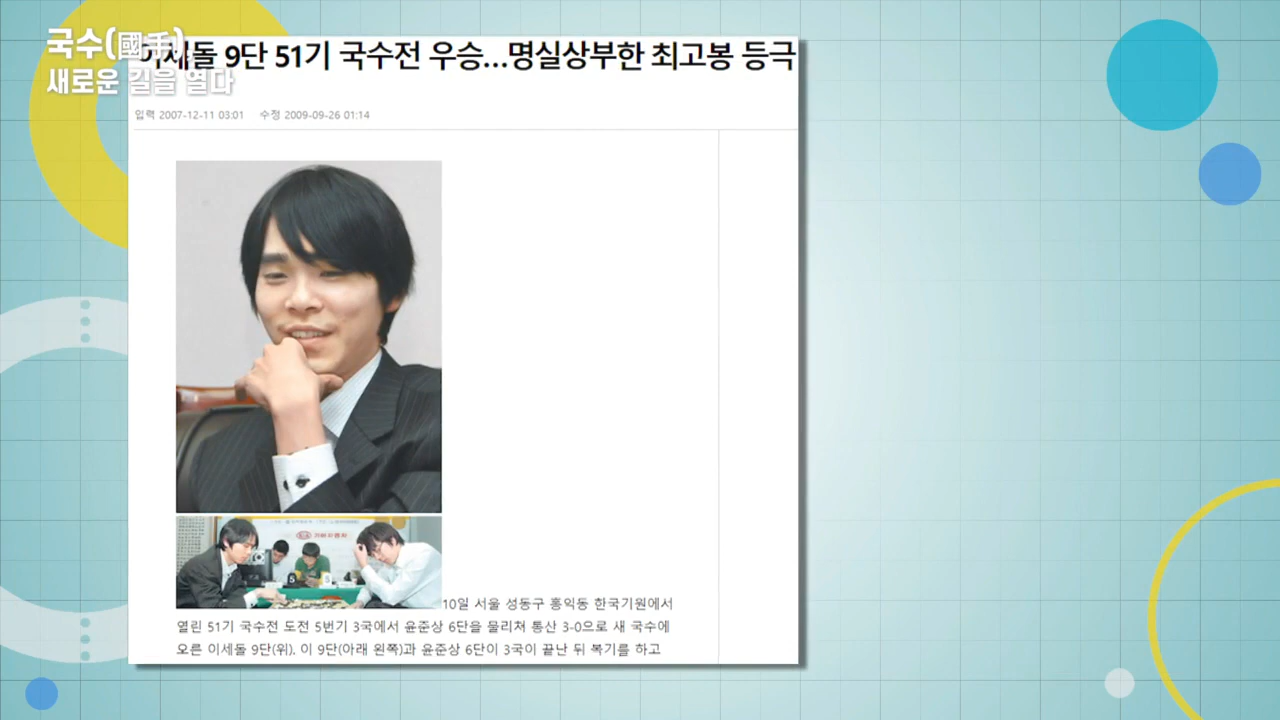 국수(國手),
새로운 길을 열다
이세돌 9단 51기 국수전 우승...명실상부한 최고봉 등극
입력 2007-12-11 03:01 수정 2009-09-26 01:14
10일 서울 성동구 홍익동 한국기원에서
열린 51기 국수전 도전 5번기 3국에서 윤준상 6단을 물리쳐 통산 3-0으로 새 국수에
오른 이세돌 9단(위). 이 9단(아래 왼쪽)과 윤준상 6단이 3국이 끝난 뒤 복기를 하고